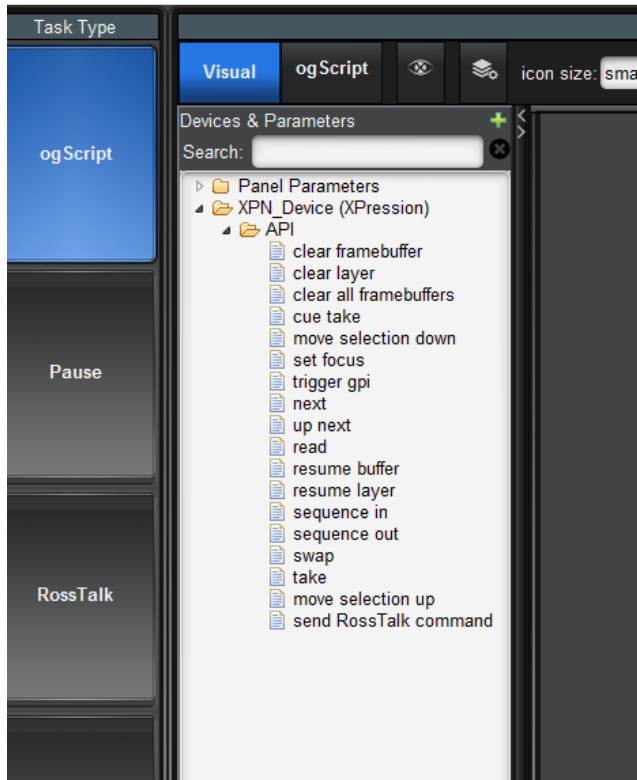 Task Type
ogScript
Pause
RossTalk
Visual ogScript icon size: sma
Devices & Parameters
Search:
Panel Parameters
XPN_Device (XPression)
API
clear framebuffer
clear layer
clear all framebuffers
cue take
move selection down
set focus
trigger gpi
next
up next
read
resume buffer
resume layer
sequence in
sequence out
swap
take
move selection up
send RossTalk command